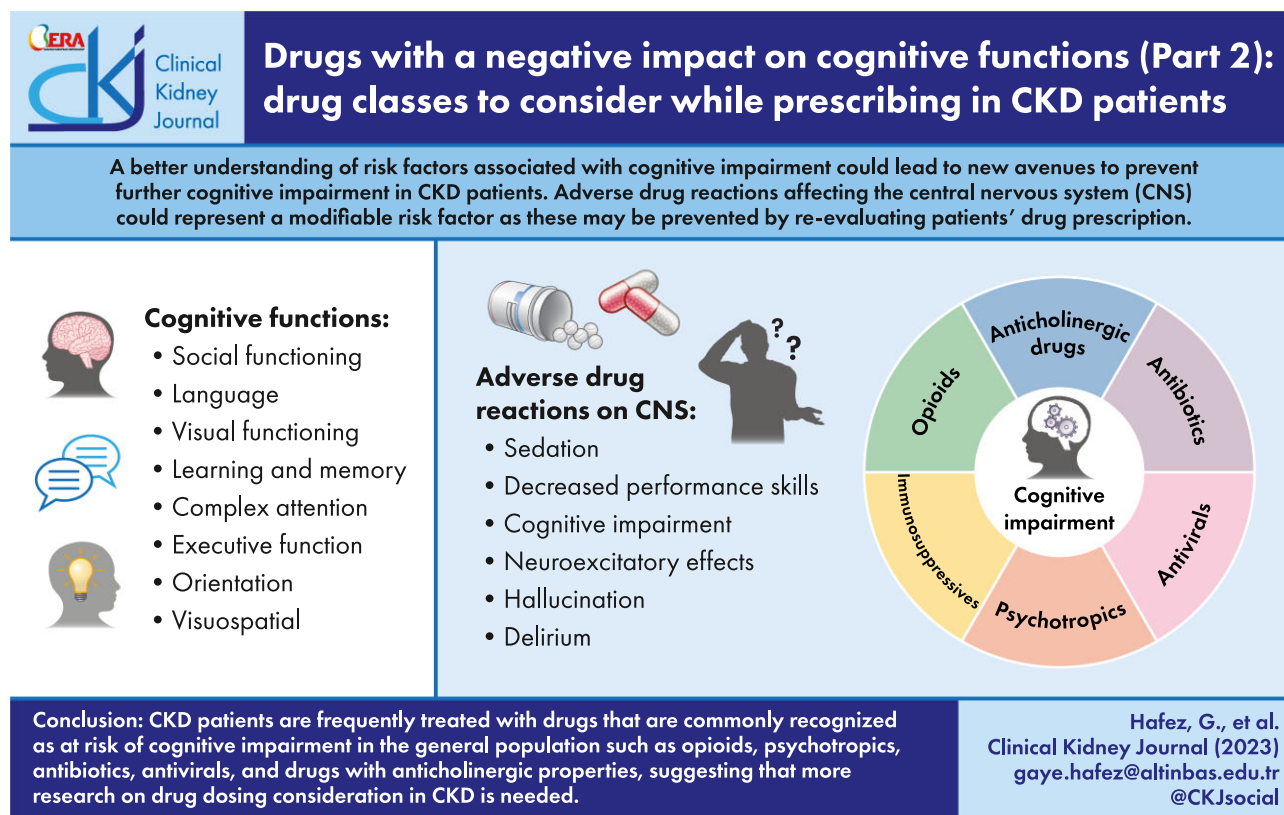 ERA
ckj
Clinical
Kidney
Journal
Drugs with a negative impact on cognitive functions (Part 2):
drug classes to consider while prescribing in CKD patients
A better understanding of risk factors associated with cognitive impairment could lead to new avenues to prevent
further cognitive impairment in CKD patients. Adverse drug reactions affecting the central nervous system (CNS)
could represent a modifiable risk factor as these may be prevented by re-evaluating patients’ drug prescription.
Cognitive functions:
• Social functioning
• Language
• Visual functioning
• Learning and memory
• Complex attention
• Executive function
• Orientation
• Visuospatial
? ?
Adverse drug
reactions on CNS:
• Sedation
• Decreased performance skills
• Cognitive impairment
• Neuroexcitatory effects
• Hallucination
• Delirium
Anticholinergic
drugs
Antibiotics
Antivirals
Psychotropics
Immunosuppressives
Opioids
Cognitive
impairment
Conclusion: CKD patients are frequently treated with drugs that are commonly recognized
as at risk of cognitive impairment in the general population such as opioids, psychotropics,
antibiotics, antivirals, and drugs with anticholinergic properties, suggesting that more
research on drug dosing consideration in CKD is needed.
Hafez, G., et al.
Clinical Kidney Journal (2023)
gaye.hafez@altinbas.edu.tr
@CKJsocial